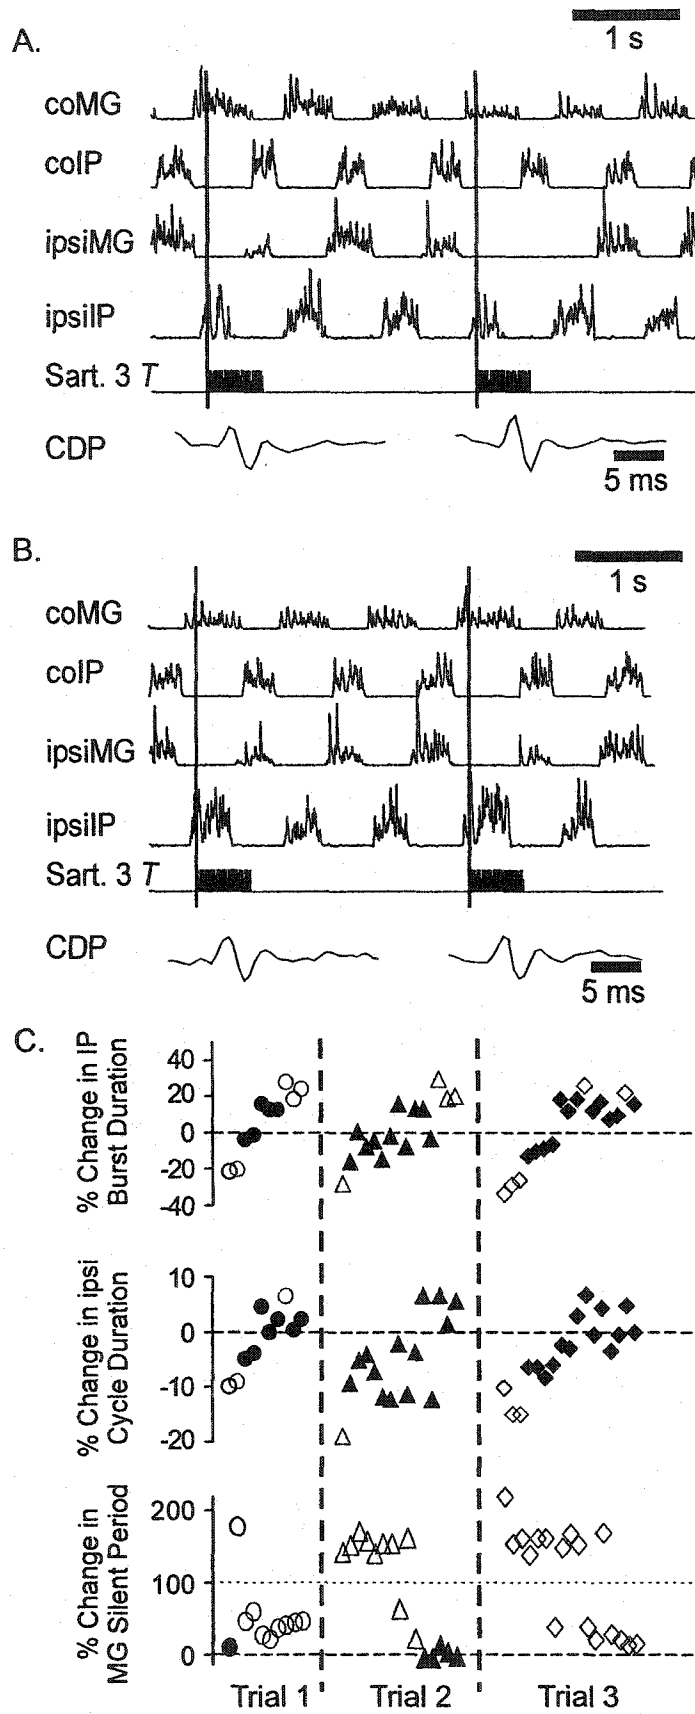 A.
1 s
coMG
coIP
ipsiMG
ipsiIP
Sart. 3 T
CDP
5 ms
B.
1 s
coMG
coIP
ipsiMG
ipsiIP
Sart. 3 T
CDP
5 ms
C.
% Change in IP
Burst Duration
40
20
0
-20
-40
% Change in ipsi
Cycle Duration
10
0
-10
-20
% Change in
MG Silent Period
200
100
0
Trial 1
Trial 2
Trial 3